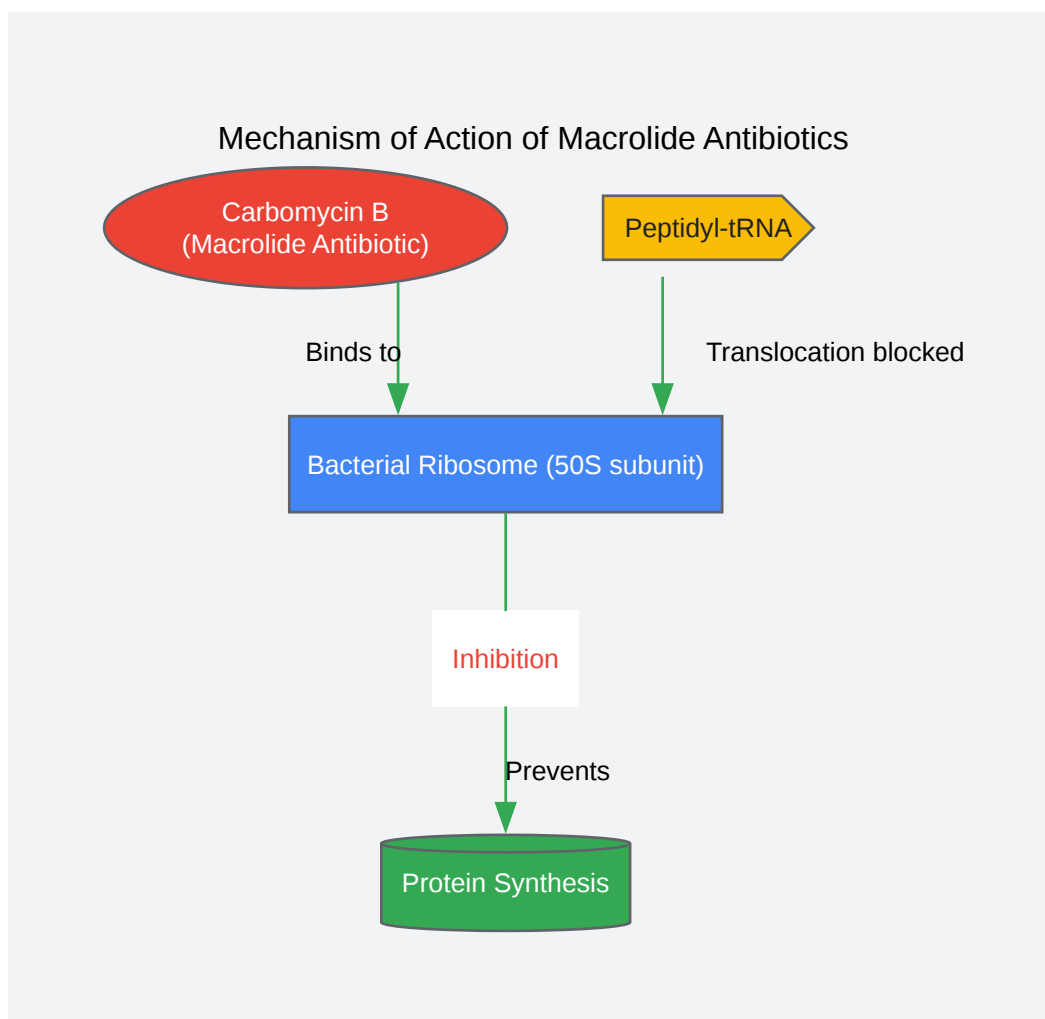 Mechanism of Action of Macrolide Antibiotics
Carbomycin B
(Macrolide Antibiotic)
Peptidyl-tRNA
Binds to
Translocation blocked
Bacterial Ribosome (50S subunit)
Inhibition
Prevents
Protein Synthesis